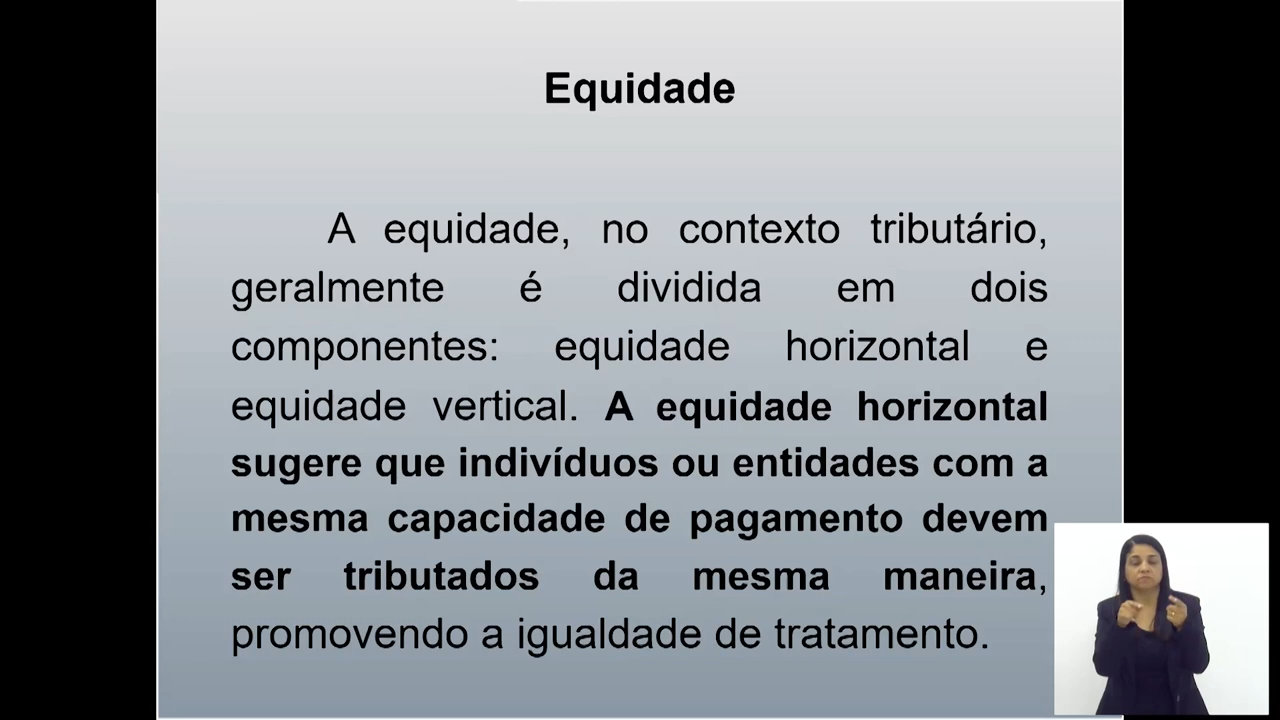 Equidade
A equidade, no contexto tributário,
geralmente é dividida em dois
componentes: equidade horizontal e
equidade vertical. A equidade horizontal
sugere que indivíduos ou entidades com a
mesma capacidade de pagamento devem
ser tributados da mesma maneira,
promovendo a igualdade de tratamento.